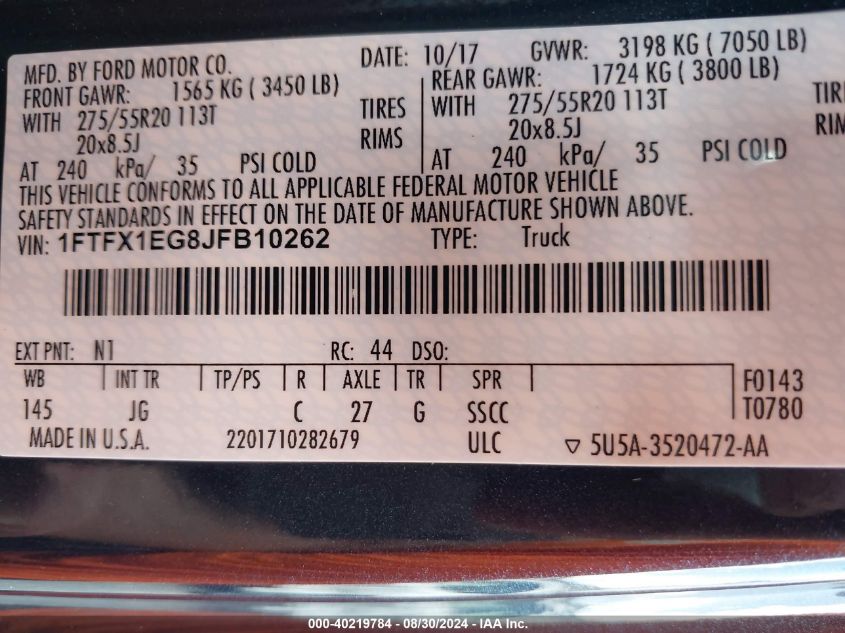 MFD. BY FORD MOTOR CO. DATE: 10/17 GVWR: 3198 KG ( 7050 LB)
FRONT GAWR: 1565 KG ( 3450 LB) REAR GAWR: 1724 KG ( 3800 LB)
WITH 275/55R20 113T TIRES WITH 275/55R20 113T TIR
20x8.5J RIMS 20x8.5J RIM
AT 240 kPa/ 35 PSI COLD AT 240 kPa/ 35 PSI COLD
THIS VEHICLE CONFORMS TO ALL APPLICABLE FEDERAL MOTOR VEHICLE
SAFETY STANDARDS IN EFFECT ON THE DATE OF MANUFACTURE SHOWN ABOVE.
VIN: 1FTFX1EG8JFB10262 TYPE: Truck
EXT PNT: N1 RC: 44 DSO:
WB INT TR TP/PS R AXLE TR SPR F0143
145 JG C 27 G SSCC T0780
MADE IN U.S.A. 2201710282679 ULC ▽ 5U5A-3520472-AA
000-40219784 - 08/30/2024 - IAA Inc.